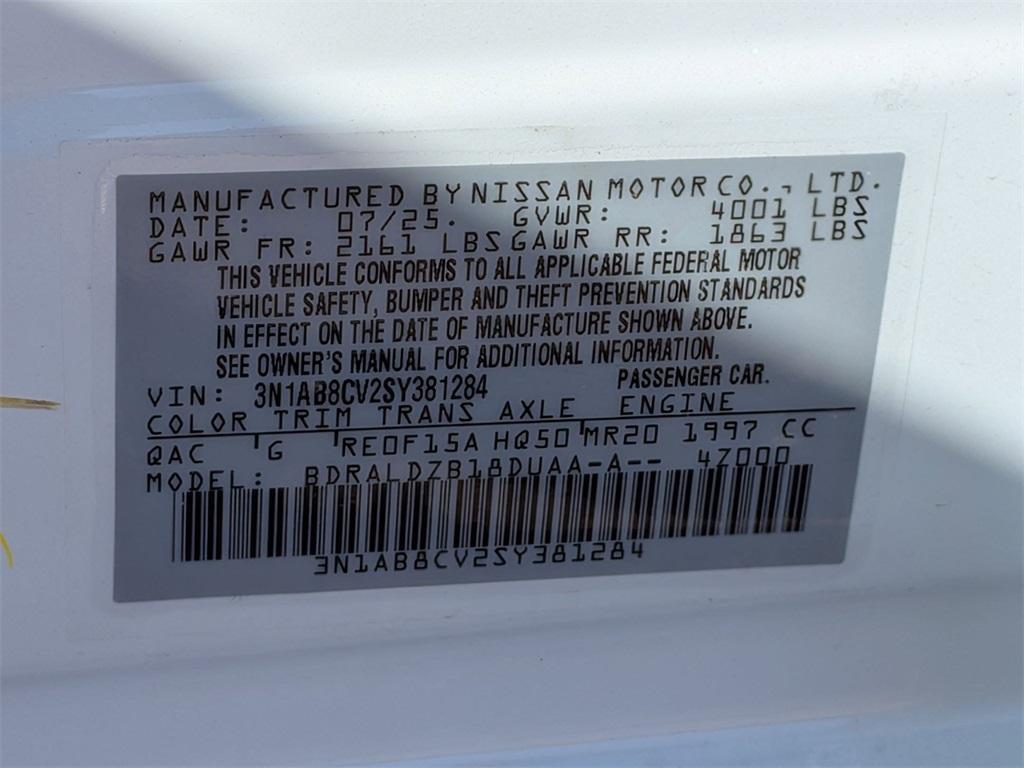 MANUFACTURED BY NISSAN MOTOR CO., LTD.
DATE: 07/25. GVWR: 4001 LBS
GAWR FR: 2161 LBS GAWR RR: 1863 LBS
THIS VEHICLE CONFORMS TO ALL APPLICABLE FEDERAL MOTOR
VEHICLE SAFETY, BUMPER AND THEFT PREVENTION STANDARDS
IN EFFECT ON THE DATE OF MANUFACTURE SHOWN ABOVE.
SEE OWNER'S MANUAL FOR ADDITIONAL INFORMATION.
VIN: 3N1AB8CV2SY381284 PASSENGER CAR.
COLOR TRIM TRANS AXLE ENGINE
QAC G RE0F15A HQ50 MR20 1997 CC
MODEL: BDRALDZB18DUAA-A-- 4Z000
3N1AB8CV2SY381284